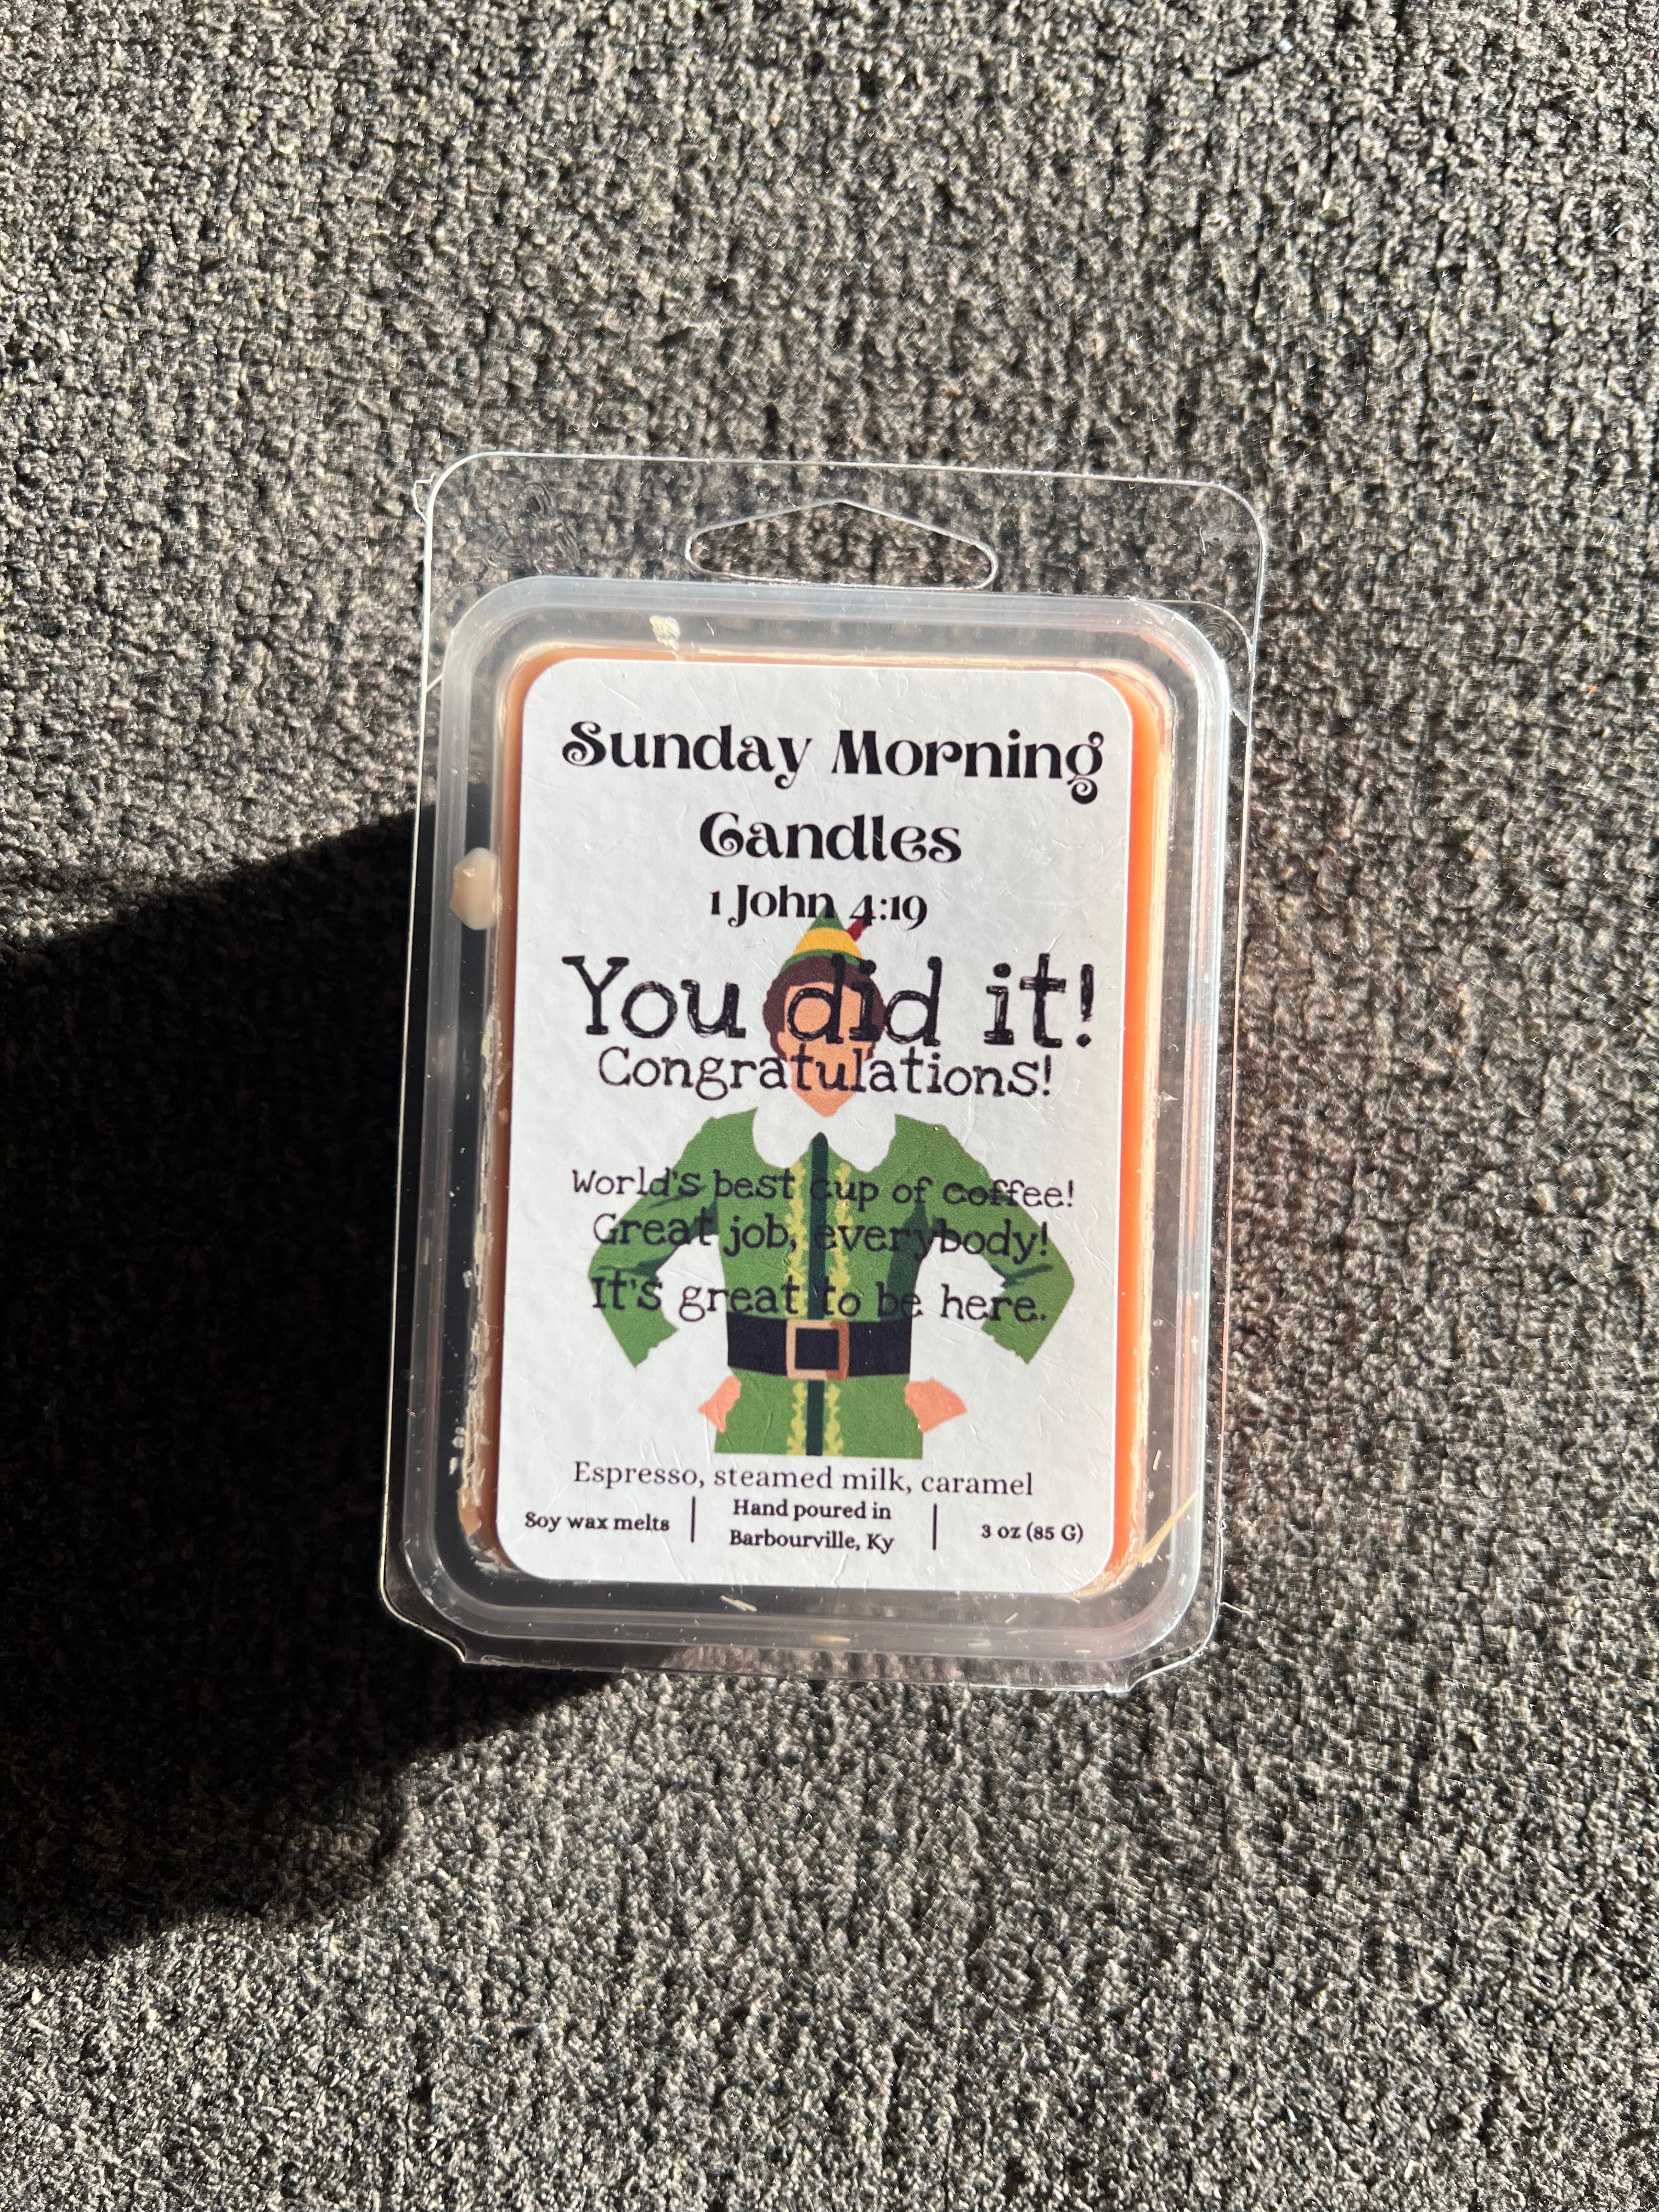 Sunday Morning
Candles
1 John 4:19
You did it!
Congratulations!
World's best cup of coffee!
Great job, everybody!
It's great to be here.
Espresso, steamed milk, caramel
Soy wax melts
Hand poured in
Barbourville, Ky
3 oz (85 G)